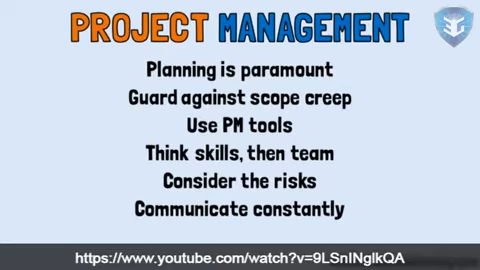 PROJECT MANAGEMENT
Planning is paramount
Guard against scope creep
Use PM tools
Think skills, then team
Consider the risks
Communicate constantly
https://www.youtube.com/watch?v=9LSnINglkQA